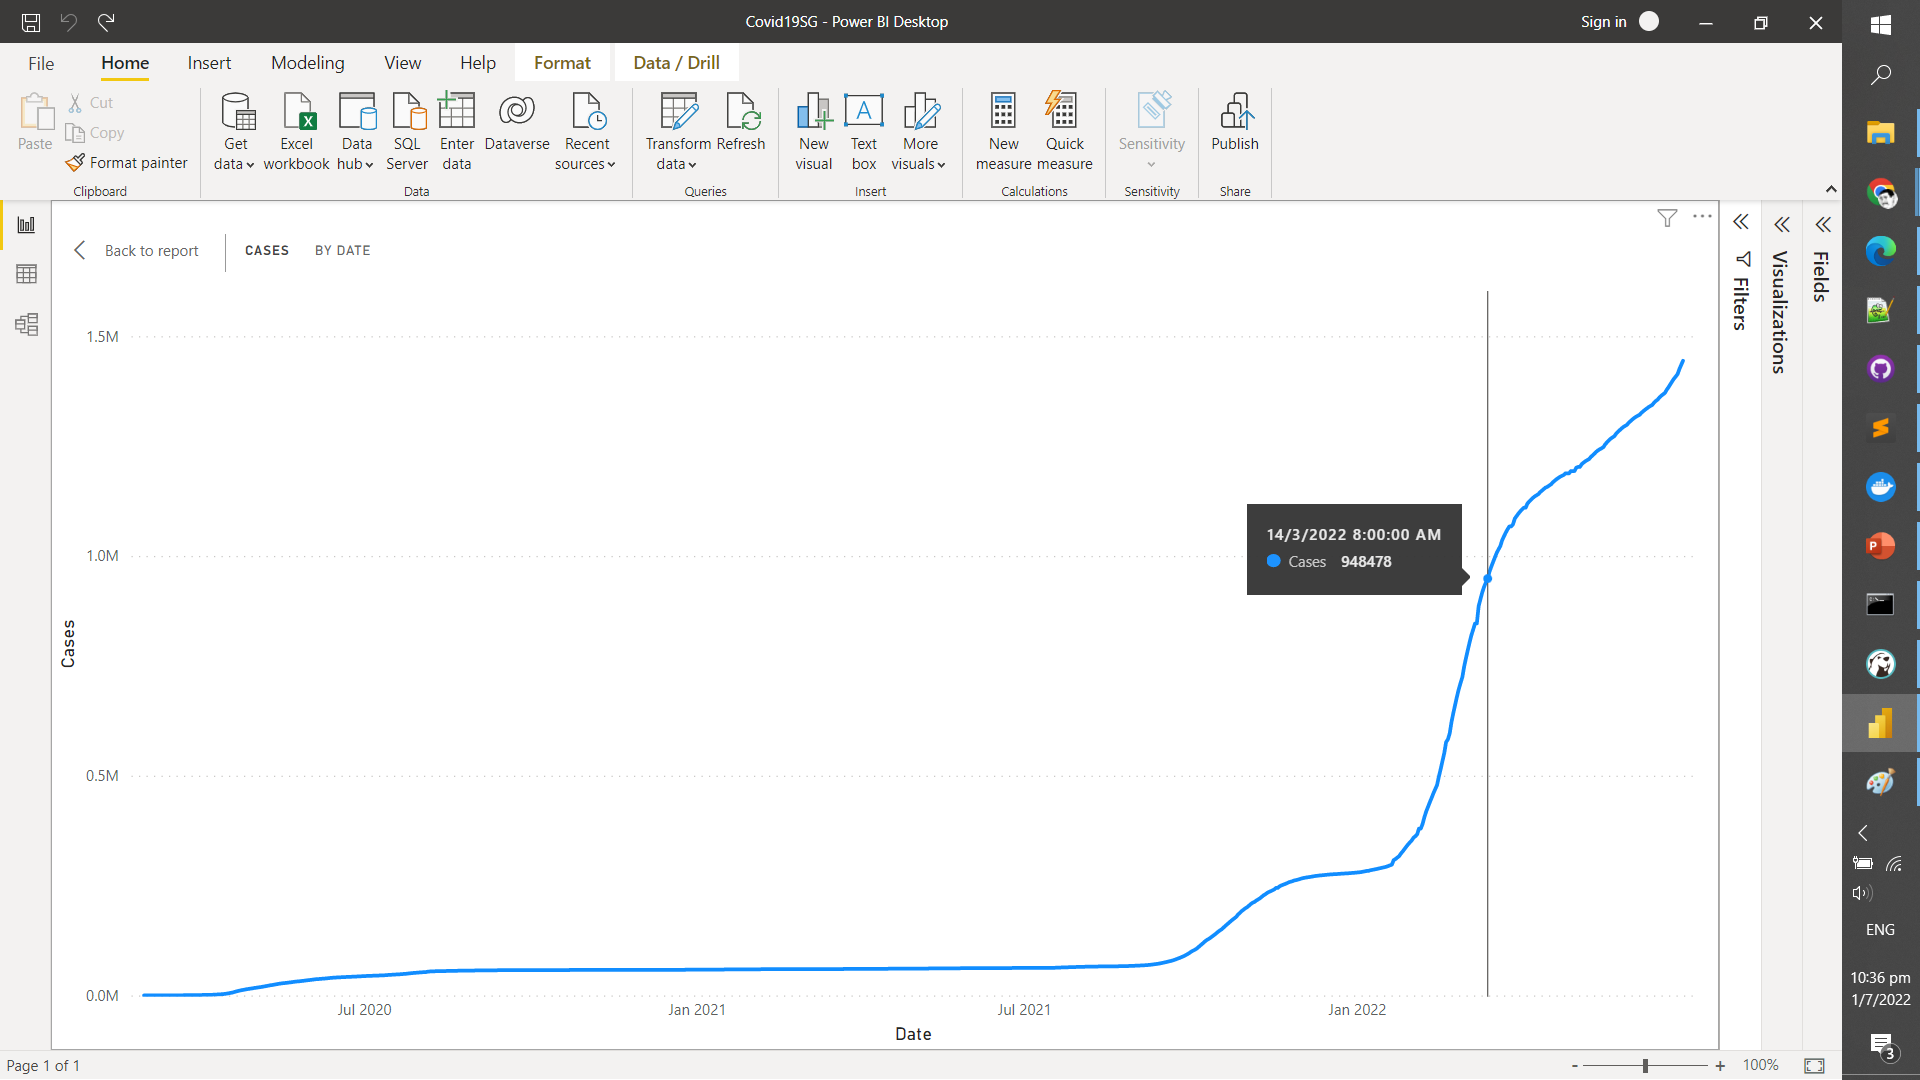 Covid19SG - Power BI Desktop
Sign in
File Home Insert Modeling View Help Format Data / Drill
Paste
Cut
Copy
Format painter
Clipboard
Get data
Excel workbook
Data hub
SQL Server
Enter data
Dataverse
Recent sources
Data
Transform data
Refresh
Queries
New visual
Text box
More visuals
Insert
New measure
Quick measure
Calculations
Sensitivity
Sensitivity
Publish
Share
Back to report
CASES BY DATE
Filters
Visualizations
Fields
1.5M
1.0M
0.5M
0.0M
Cases
14/3/2022 8:00:00 AM
Cases 948478
Jul 2020 Jan 2021 Jul 2021 Jan 2022
Date
Page 1 of 1
- + 100%
ENG
10:36 pm
1/7/2022
3